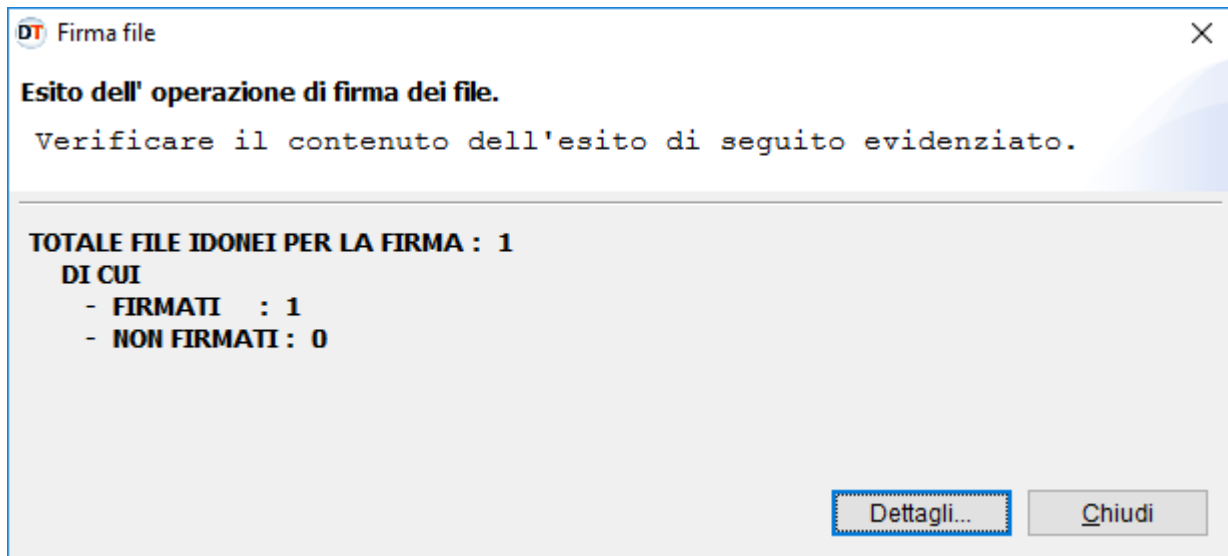 DT Firma file
Esito dell' operazione di firma dei file.
Verificare il contenuto dell'esito di seguito evidenziato.
TOTALE FILE IDONEI PER LA FIRMA : 1
DI CUI
- FIRMATI : 1
- NON FIRMATI : 0
Dettagli... Chiudi